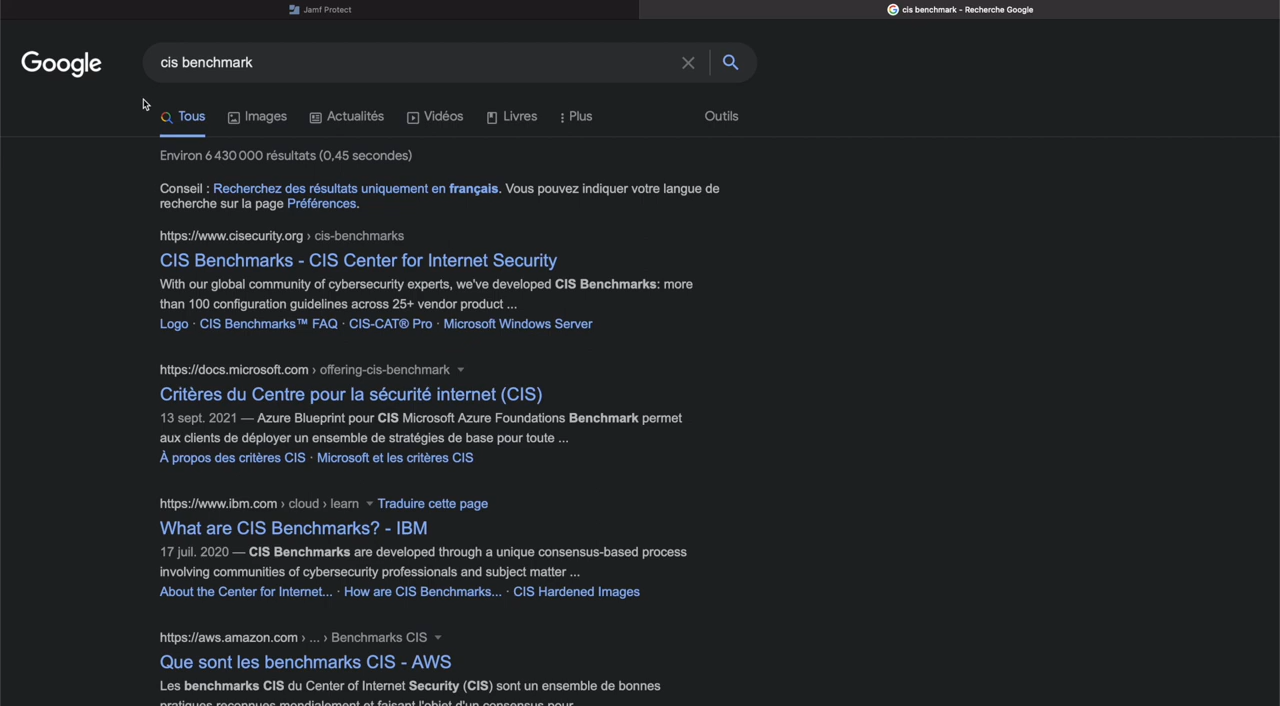 Jamf Protect
cis benchmark - Recherche Google
Google
cis benchmark
Tous Images Actualités Vidéos Livres Plus Outils
Environ 6 430 000 résultats (0,45 secondes)
Conseil : Recherchez des résultats uniquement en français. Vous pouvez indiquer votre langue de
recherche sur la page Préférences.
https://www.cisecurity.org › cis-benchmarks
CIS Benchmarks - CIS Center for Internet Security
With our global community of cybersecurity experts, we've developed CIS Benchmarks: more
than 100 configuration guidelines across 25+ vendor product ...
Logo · CIS Benchmarks™ FAQ · CIS-CAT® Pro · Microsoft Windows Server
https://docs.microsoft.com › offering-cis-benchmark
Critères du Centre pour la sécurité internet (CIS)
13 sept. 2021 — Azure Blueprint pour CIS Microsoft Azure Foundations Benchmark permet
aux clients de déployer un ensemble de stratégies de base pour toute ...
À propos des critères CIS · Microsoft et les critères CIS
https://www.ibm.com › cloud › learn Traduire cette page
What are CIS Benchmarks? - IBM
17 juil. 2020 — CIS Benchmarks are developed through a unique consensus-based process
involving communities of cybersecurity professionals and subject matter ...
About the Center for Internet... · How are CIS Benchmarks... · CIS Hardened Images
https://aws.amazon.com › ... › Benchmarks CIS
Que sont les benchmarks CIS - AWS
Les benchmarks CIS du Center of Internet Security (CIS) sont un ensemble de bonnes
pratiques reconnues mondialement et faisant l'objet d'un consensus pour